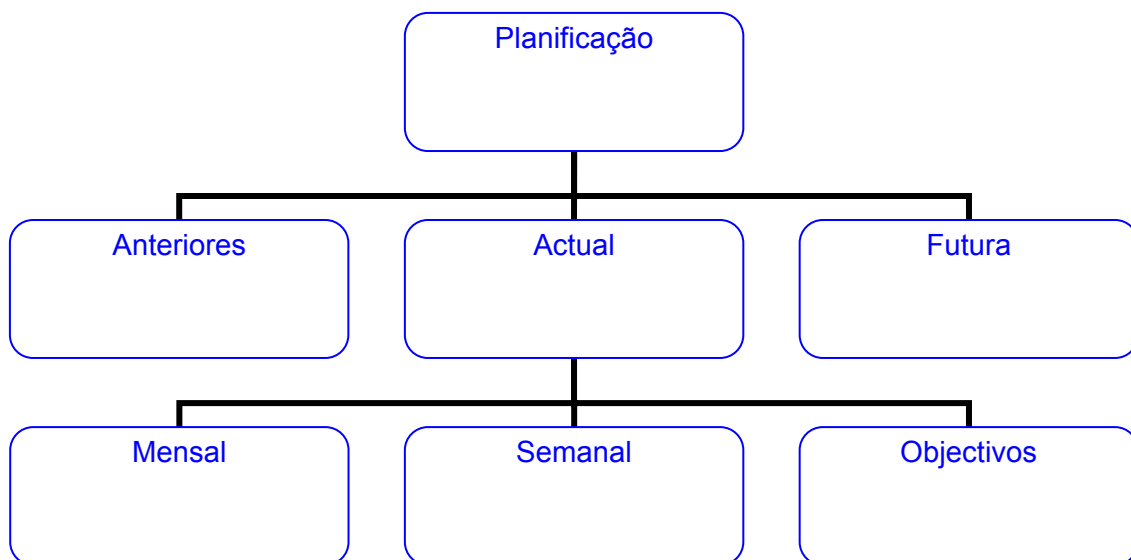 Planificação
Anteriores
Actual
Futura
Mensal
Semanal
Objectivos